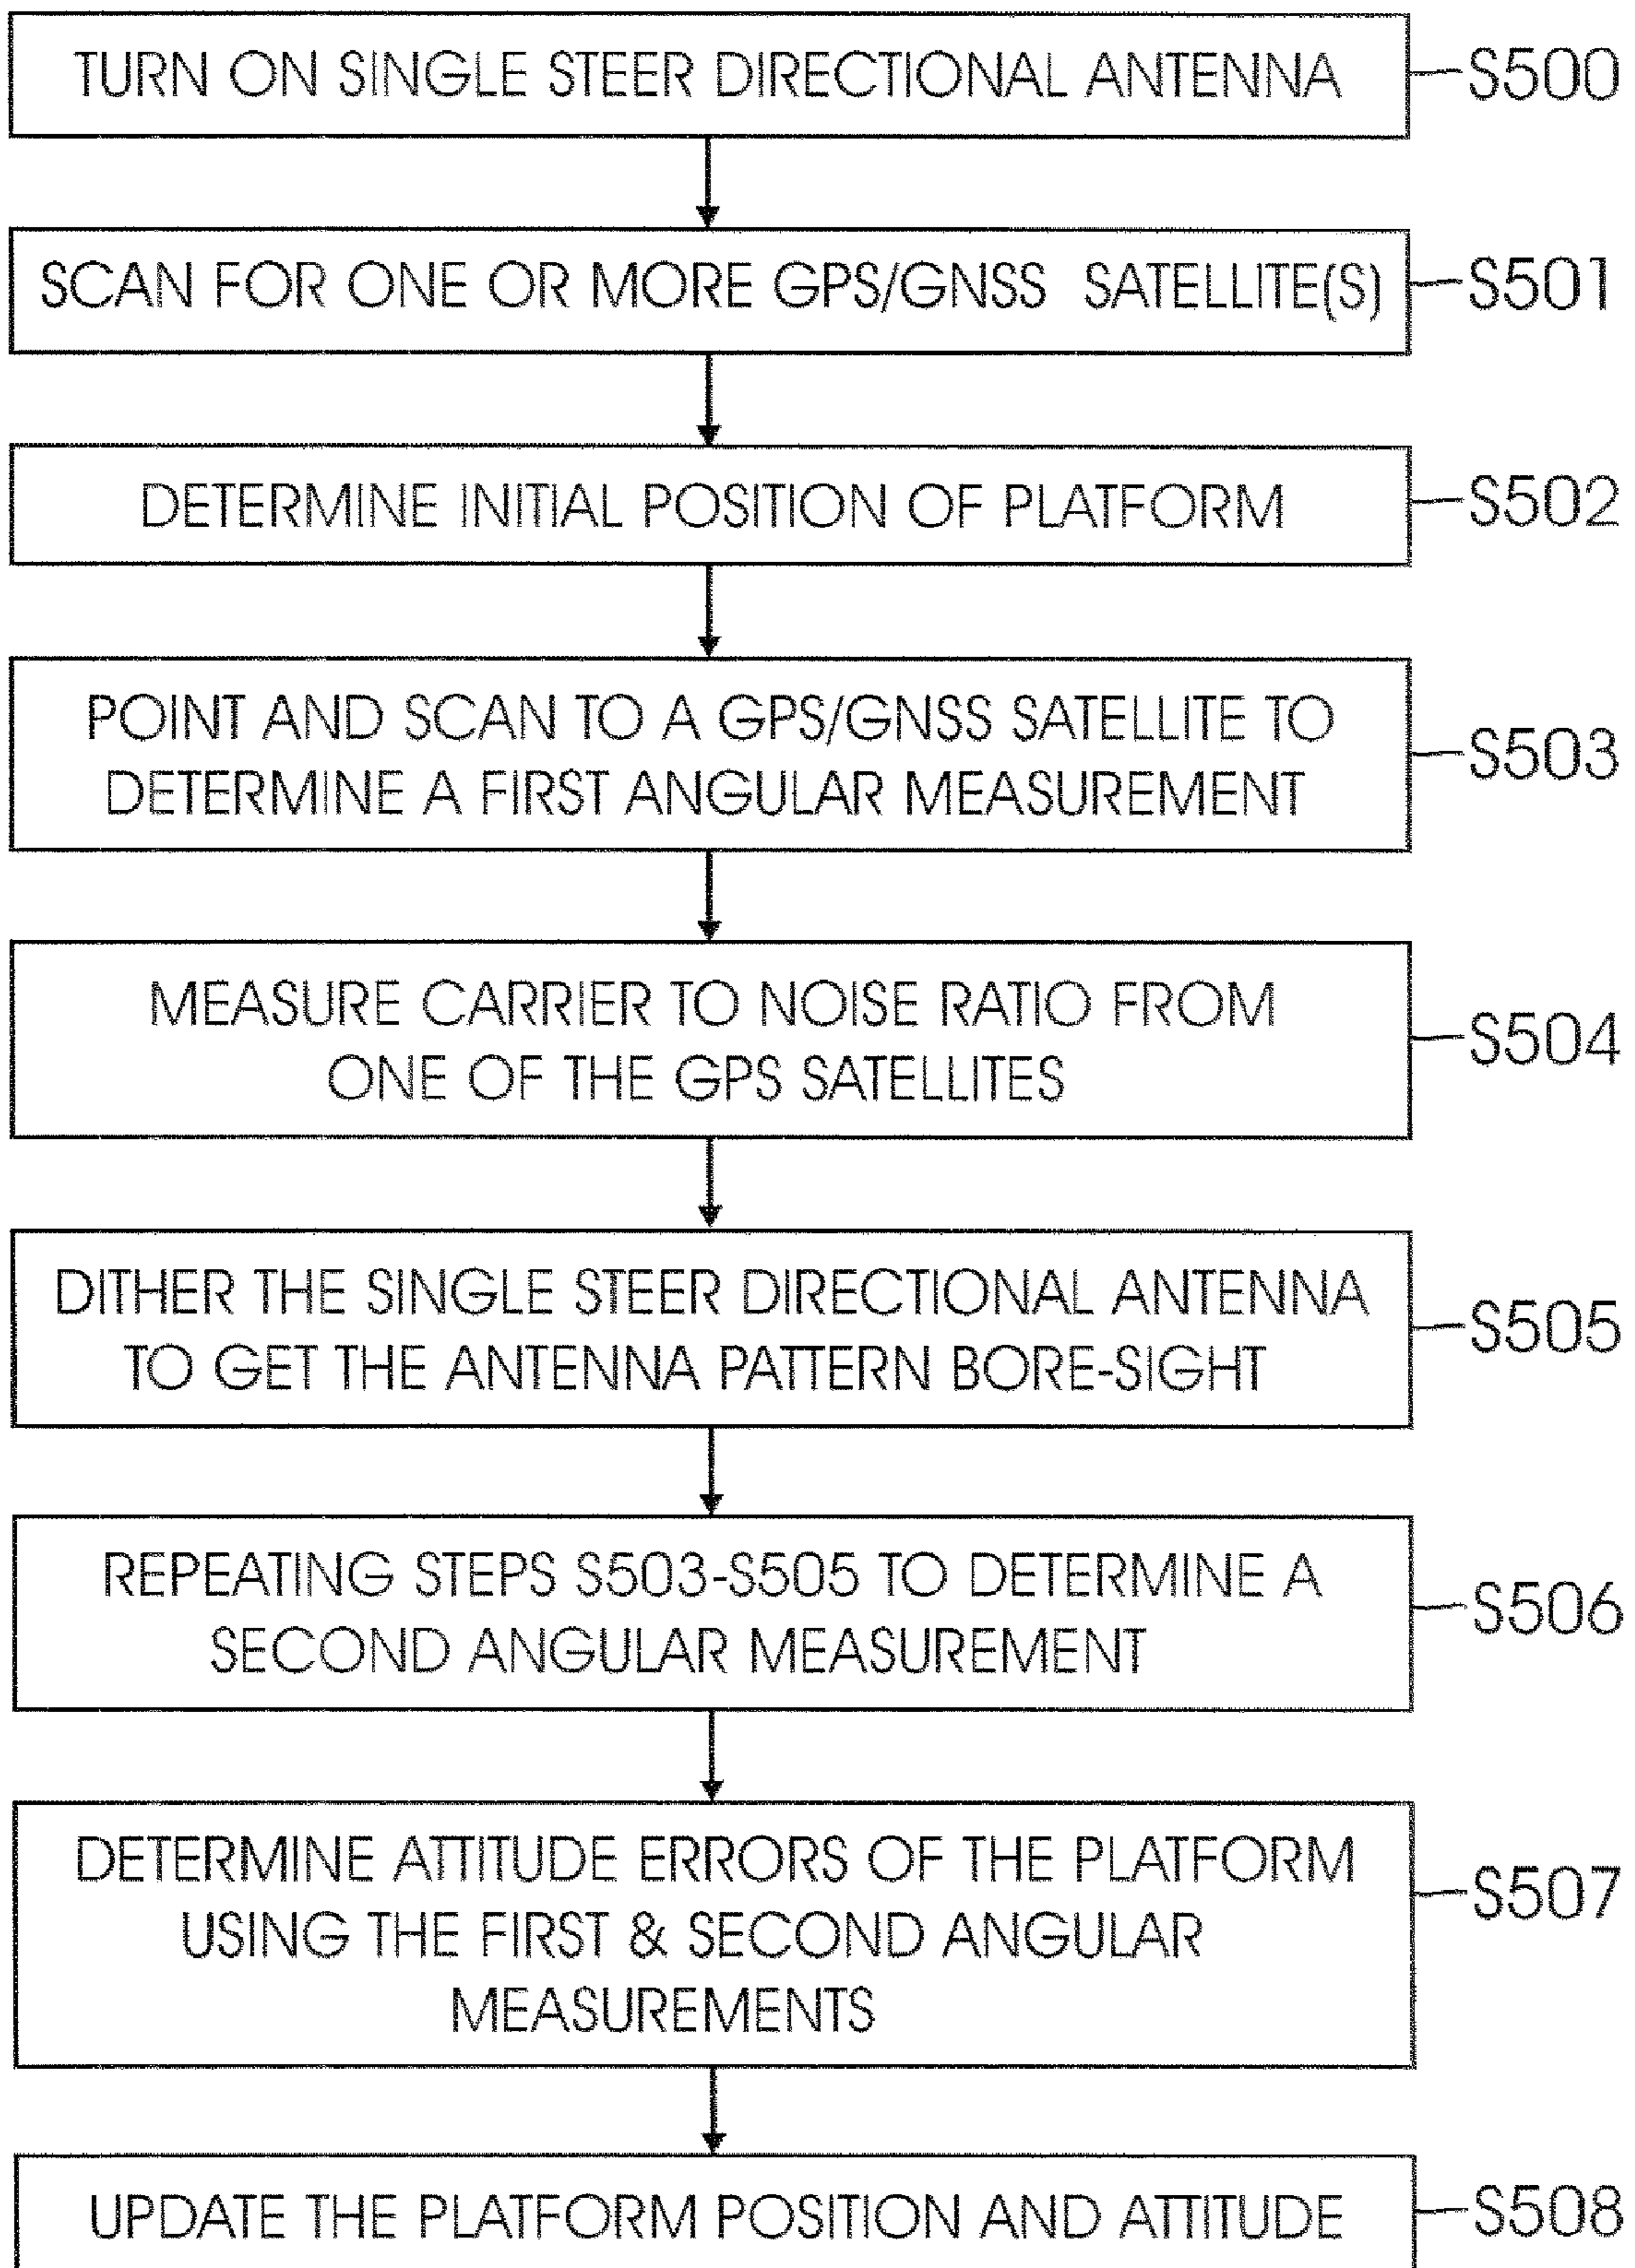 TURN ON SINGLE STEER DIRECTIONAL ANTENNA
S500
SCAN FOR ONE OR MORE GPS/GNSS SATELLITE(S)
S501
DETERMINE INITIAL POSITION OF PLATFORM
S502
POINT AND SCAN TO A GPS/GNSS SATELLITE TO
DETERMINE A FIRST ANGULAR MEASUREMENT
S503
MEASURE CARRIER TO NOISE RATIO FROM
ONE OF THE GPS SATELLITES
S504
DITHER THE SINGLE STEER DIRECTIONAL ANTENNA
TO GET THE ANTENNA PATTERN BORE-SIGHT
S505
REPEATING STEPS S503-S505 TO DETERMINE A
SECOND ANGULAR MEASUREMENT
S506
DETERMINE ATTITUDE ERRORS OF THE PLATFORM
USING THE FIRST & SECOND ANGULAR
MEASUREMENTS
S507
UPDATE THE PLATFORM POSITION AND ATTITUDE
S508